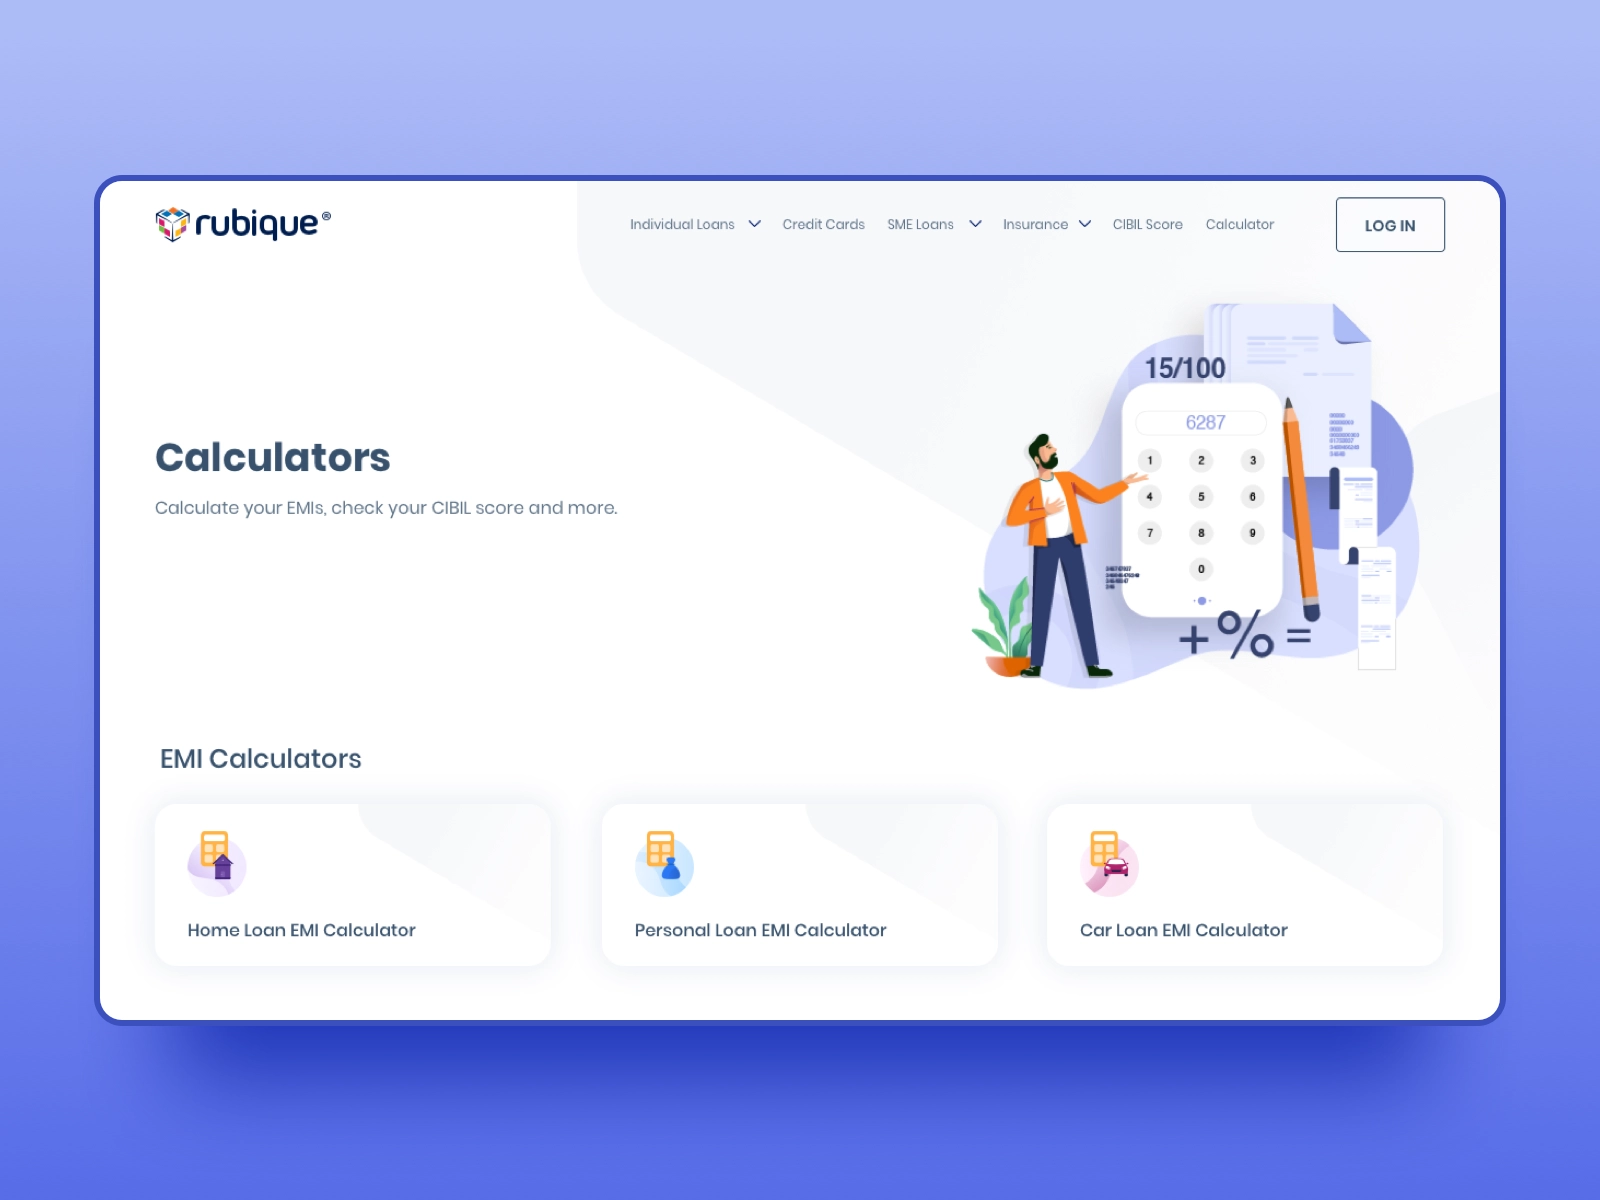 rubique®
Individual Loans Credit Cards SME Loans Insurance CIBIL Score Calculator LOG IN
15/100
6287
1 2 3
4 5 6
7 8 9
0
+ % =
Calculators
Calculate your EMIs, check your CIBIL score and more.
EMI Calculators
Home Loan EMI Calculator
Personal Loan EMI Calculator
Car Loan EMI Calculator